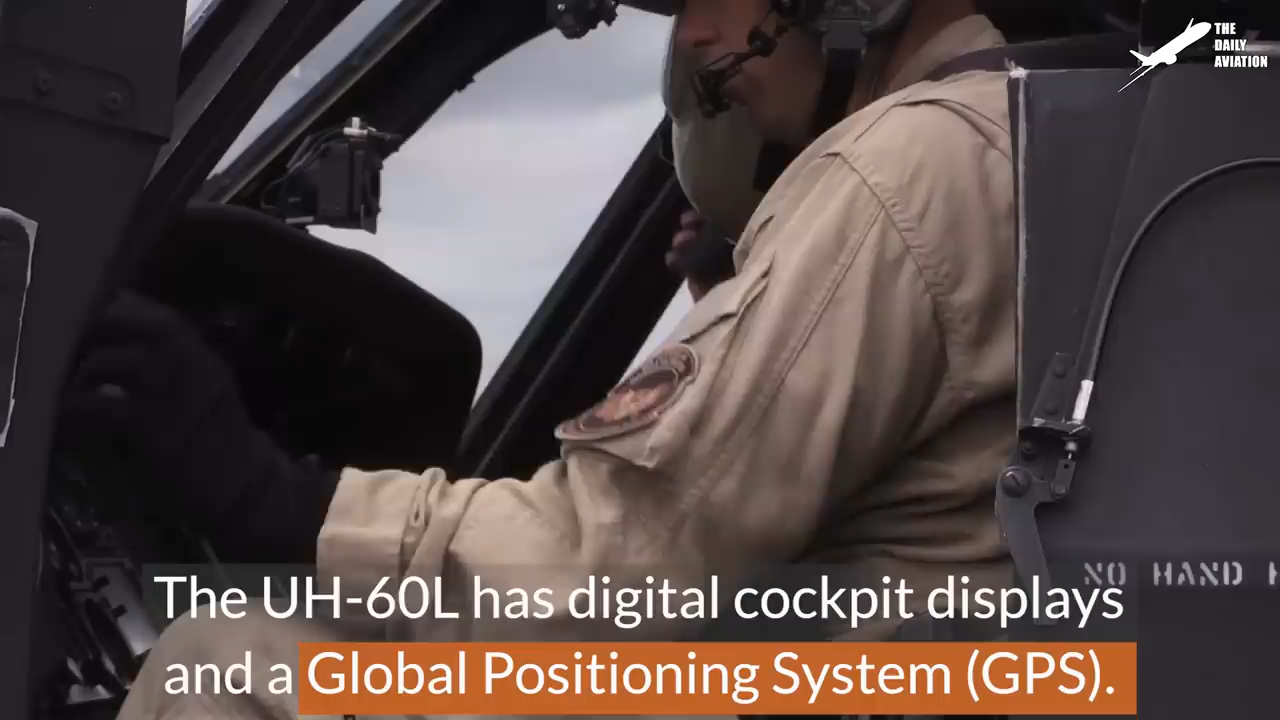 THE
DAILY
AVIATION
NO HAND
The UH-60L has digital cockpit displays
and a Global Positioning System (GPS).